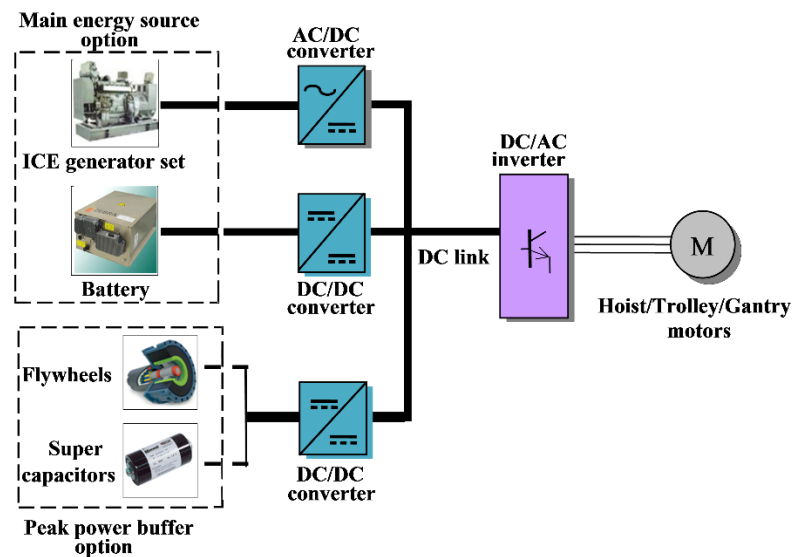 Main energy source
option
AC/DC
converter
ICE generator set
DC/AC
inverter
M
DC link
Battery
DC/DC
converter
Hoist/Trolley/Gantry
motors
Flywheels
Super
capacitors
DC/DC
converter
Peak power buffer
option